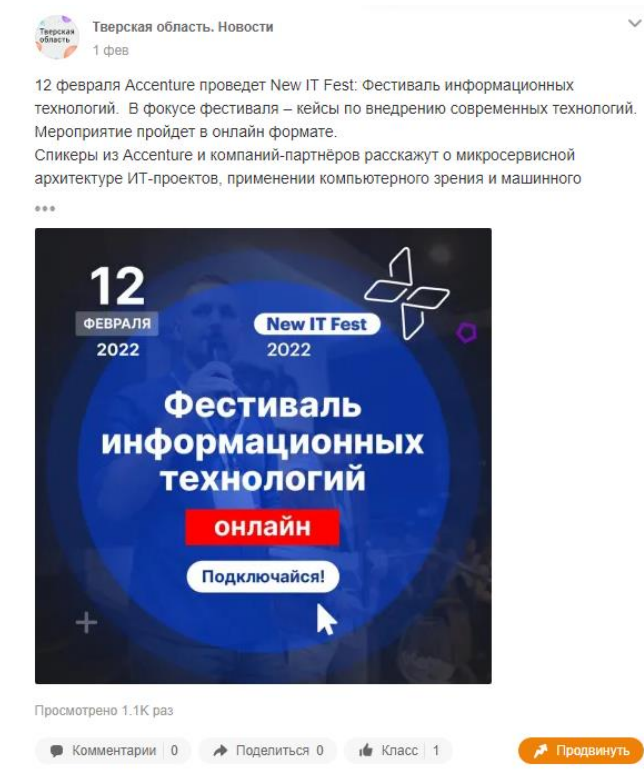 Тверская область
Тверская область. Новости
1 фев
12 февраля Accenture проведет New IT Fest: Фестиваль информационных
технологий. В фокусе фестиваля – кейсы по внедрению современных технологий.
Мероприятие пройдет в онлайн формате.
Спикеры из Accenture и компаний-партнёров расскажут о микросервисной
архитектуре ИТ-проектов, применении компьютерного зрения и машинного
12
ФЕВРАЛЯ
2022
New IT Fest
2022
Фестиваль
информационных
технологий
онлайн
Подключайся!
Просмотрено 1.1K раз
Комментарии 0
Поделиться 0
Класс 1
Продвинуть